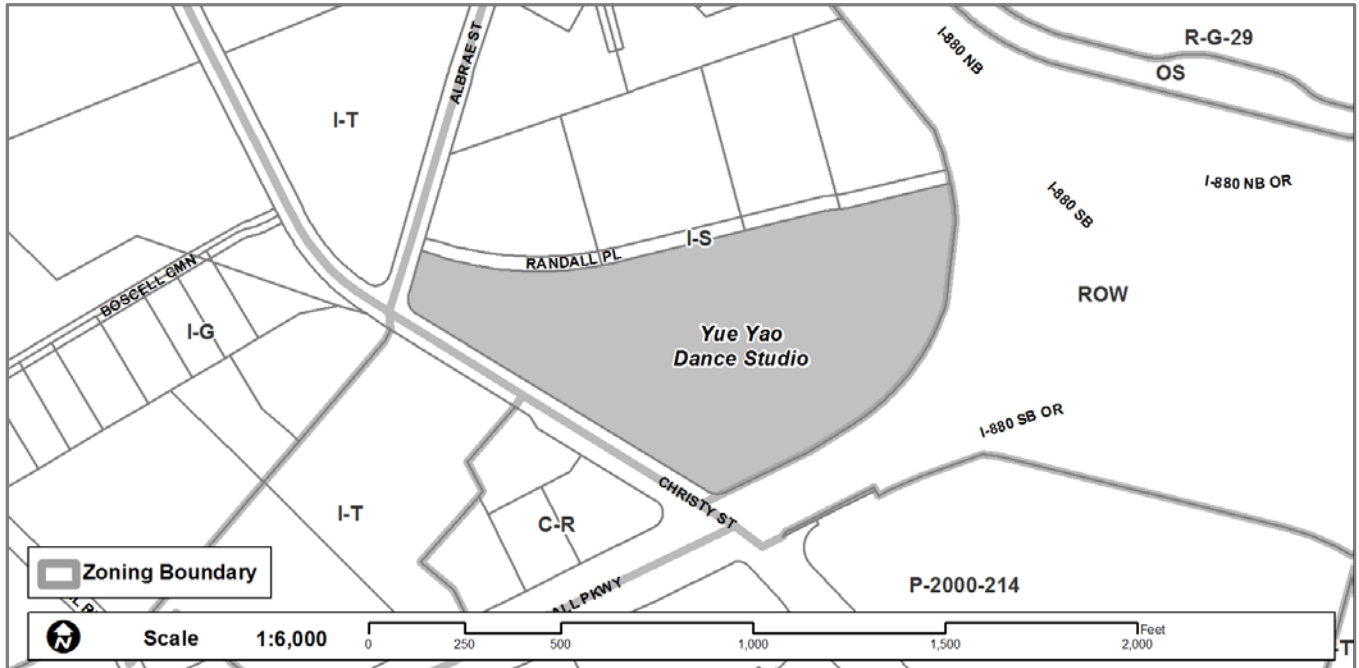 R-G-29
I-880 NB
OS
ALBRAE ST
I-T
I-880 NB OR
I-880 SB
I-S
RANDALL PL
BOSCELL CMN
ROW
I-G
Yue Yao
Dance Studio
I-880 SB OR
CHRISTY ST
I-T
C-R
Zoning Boundary
P-2000-214
ALL PKWY
Scale 1:6,000
0 250 500 1,000 1,500 2,000
Feet
N